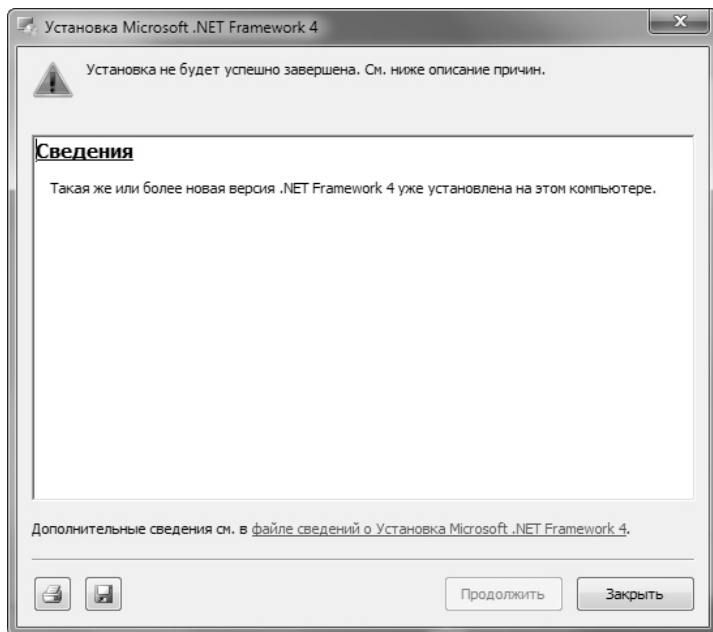 Установка Microsoft .NET Framework 4
Установка не будет успешно завершена. См. ниже описание причин.
Сведения
Такая же или более новая версия .NET Framework 4 уже установлена на этом компьютере.
Дополнительные сведения см. в файле сведений о Установка Microsoft .NET Framework 4.
Продолжить
Закрыть